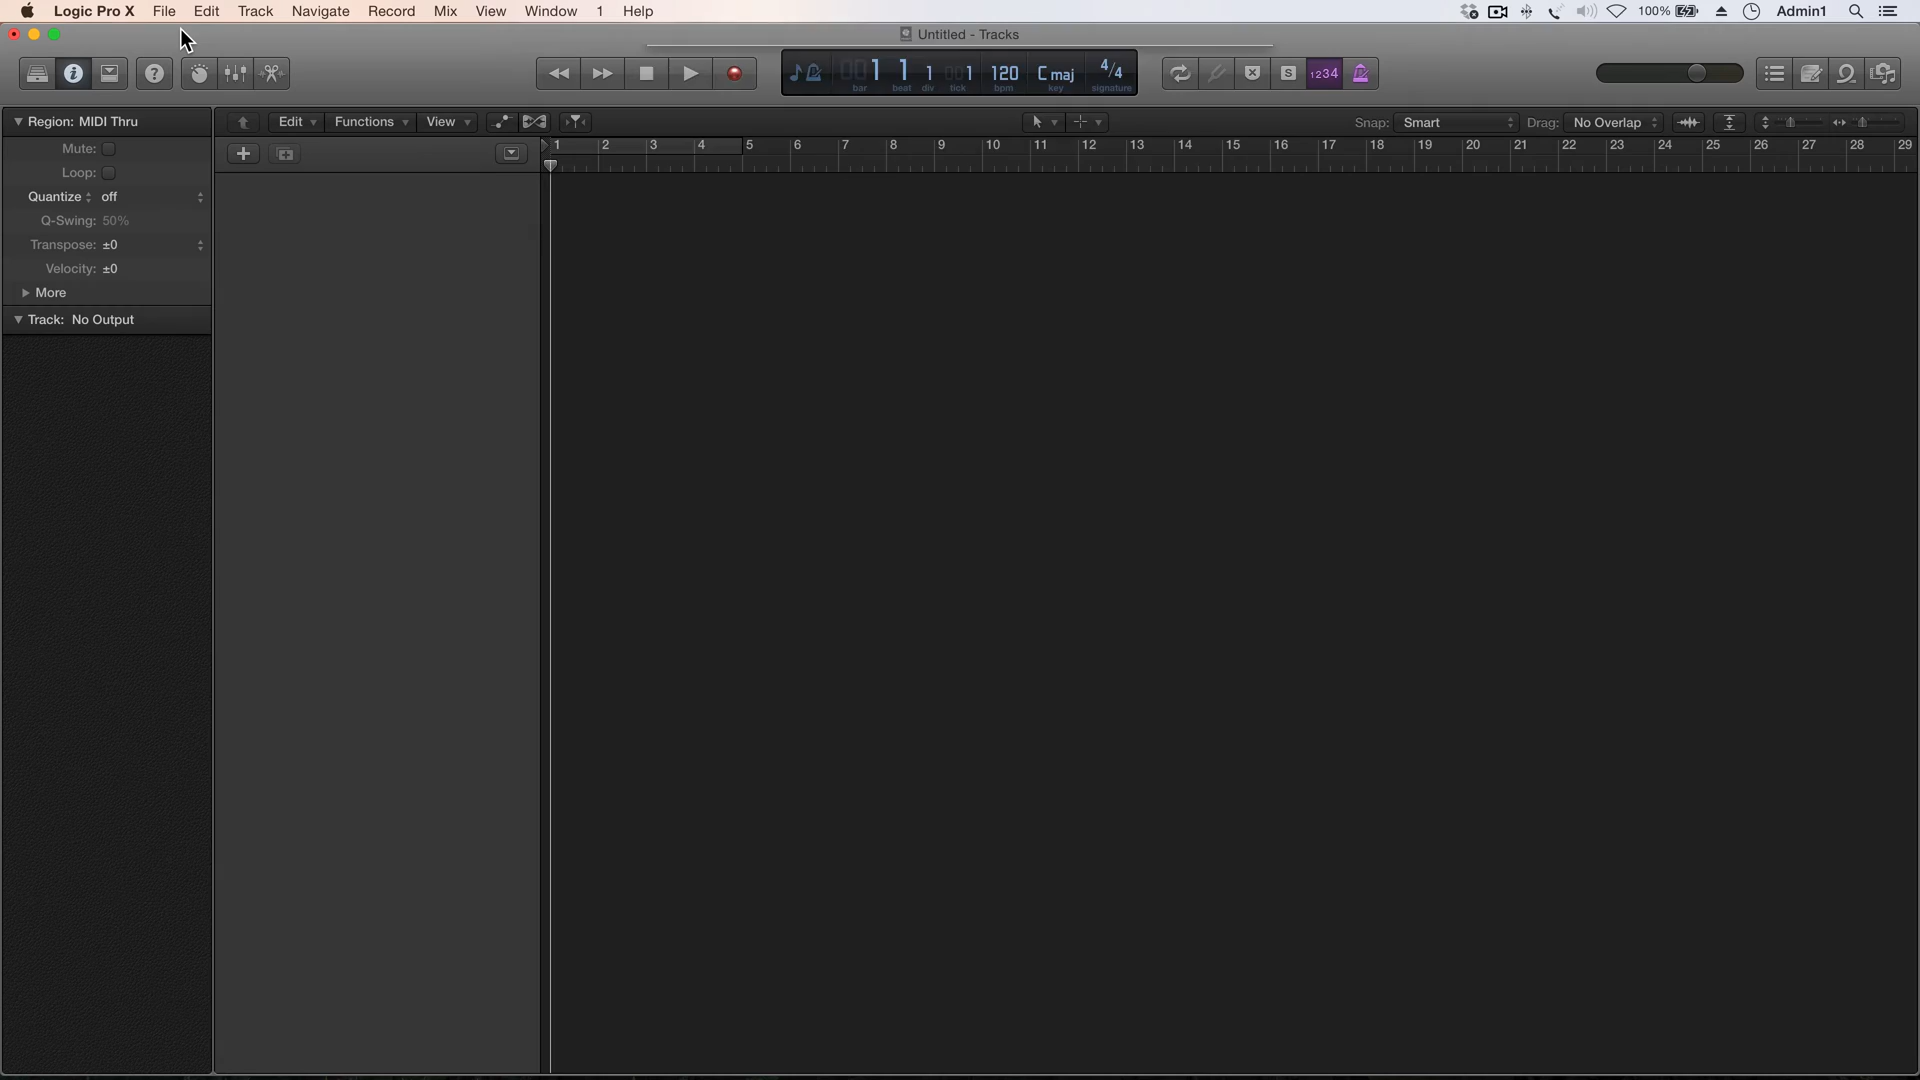 Logic Pro X File Edit Track Navigate Record Mix View Window 1 Help 100% Admin1
Untitled - Tracks
001 1 1 001 120 C maj 4/4
bar beat div tick bpm key signature
S 1234
Region: MIDI Thru Edit Functions View Snap: Smart Drag: No Overlap
Mute:
Loop:
Quantize off
Q-Swing: 50%
Transpose: ±0
Velocity: ±0
More
Track: No Output
1 2 3 4 5 6 7 8 9 10 11 12 13 14 15 16 17 18 19 20 21 22 23 24 25 26 27 28 29